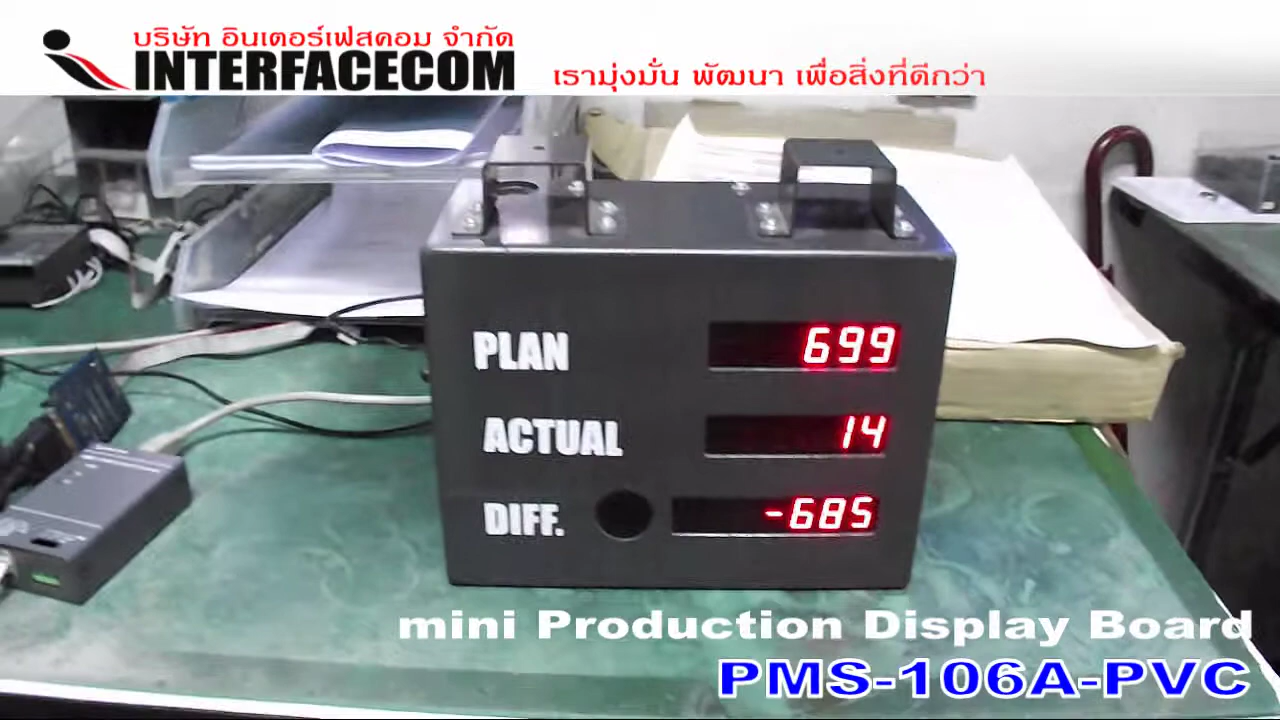 บริษัท อินเตอร์เฟสคอม จำกัด
INTERFACECOM
เรามุ่งมั่น พัฒนา เพื่อสิ่งที่ดีกว่า
PLAN 699
ACTUAL 14
DIFF. -685
mini Production Display Board
PMS-106A-PVC